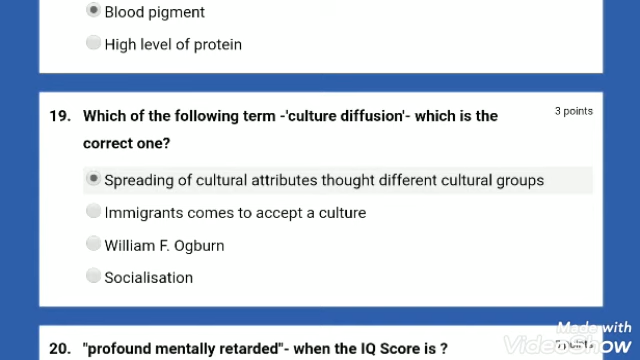 Blood pigment
High level of protein
19. Which of the following term -'culture diffusion'- which is the 3 points
correct one?
Spreading of cultural attributes thought different cultural groups
Immigrants comes to accept a culture
William F. Ogburn
Socialisation
Made with
VideoShow
20. "profound mentally retarded"- when the IQ Score is ?